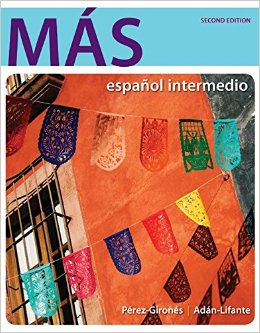 MÁS
SECOND EDITION
español intermedio
Pérez-Gironés | Adán-Lifante